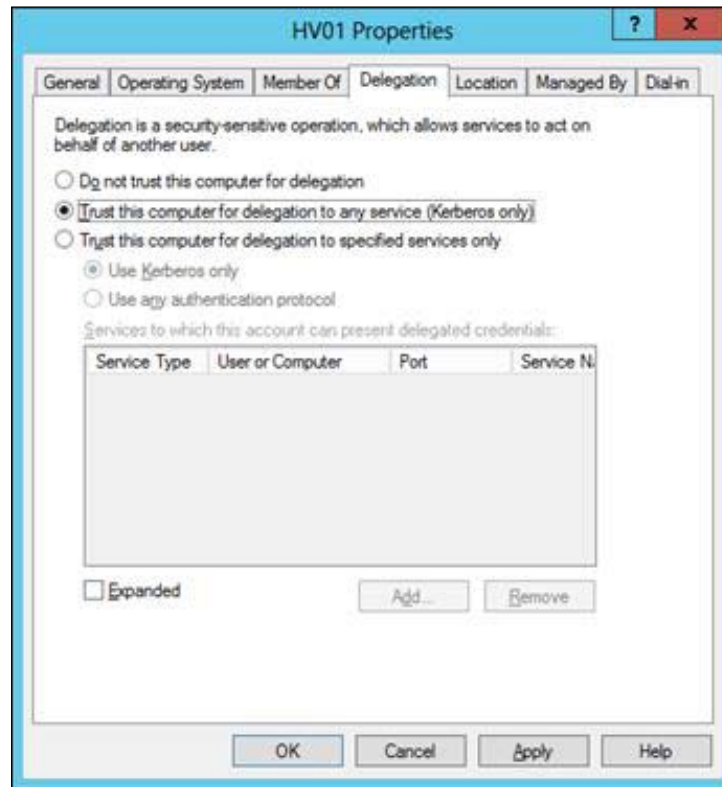 HV01 Properties
? x
General Operating System Member Of Delegation Location Managed By Dial-in
Delegation is a security-sensitive operation, which allows services to act on
behalf of another user.
Do not trust this computer for delegation
Trust this computer for delegation to any service (Kerberos only)
Trust this computer for delegation to specified services only
Use Kerberos only
Use any authentication protocol
Services to which this account can present delegated credentials:
Service Type User or Computer Port Service N
Expanded Add... Remove
OK Cancel Apply Help